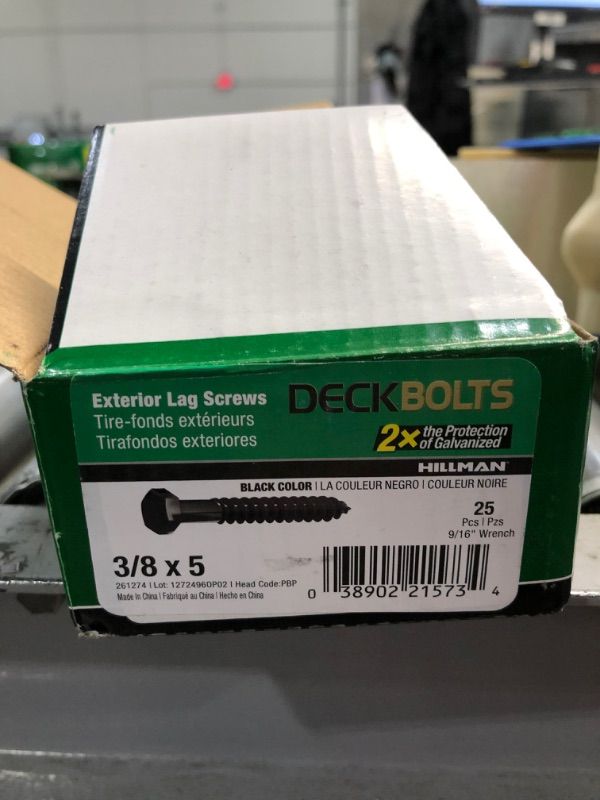 Exterior Lag Screws
Tire-fonds extérieurs
Tirafondos exteriores
DECKBOLTS
2x the Protection
of Galvanized
HILLMAN
BLACK COLOR | LA COULEUR NEGRO | COULEUR NOIRE
25
Pcs | Pzs
9/16" Wrench
3/8 x 5
261274 | Lot: 12724960P02 | Head Code:PBP
Made In China | Fabriqué au China | Hecho en China
0 38902 21573 4